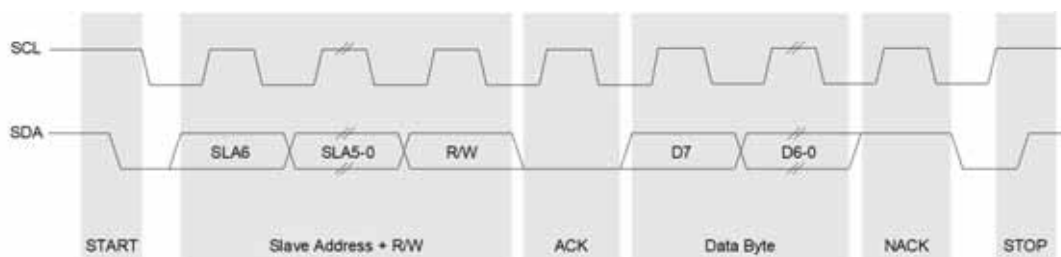 SCL
SDA
SLA6 SLA5-0 R/W D7 D6-0
START Slave Address + R/W ACK Data Byte NACK STOP